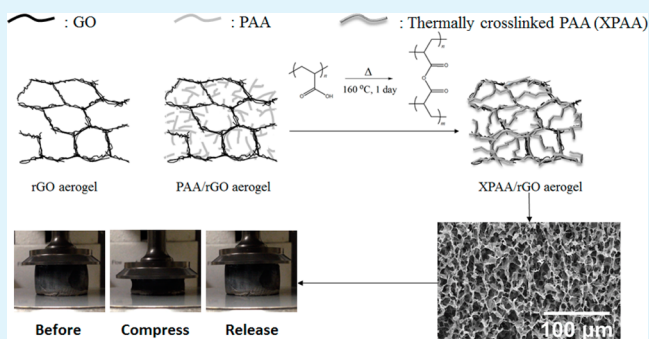 : GO
: PAA
: Thermally crosslinked PAA (XPAA)
n
O
OH
Δ
160 °C, 1 day
n
O
O
O
n
rGO aerogel
PAA/rGO aerogel
XPAA/rGO aerogel
Before
Compress
Release
100 μm